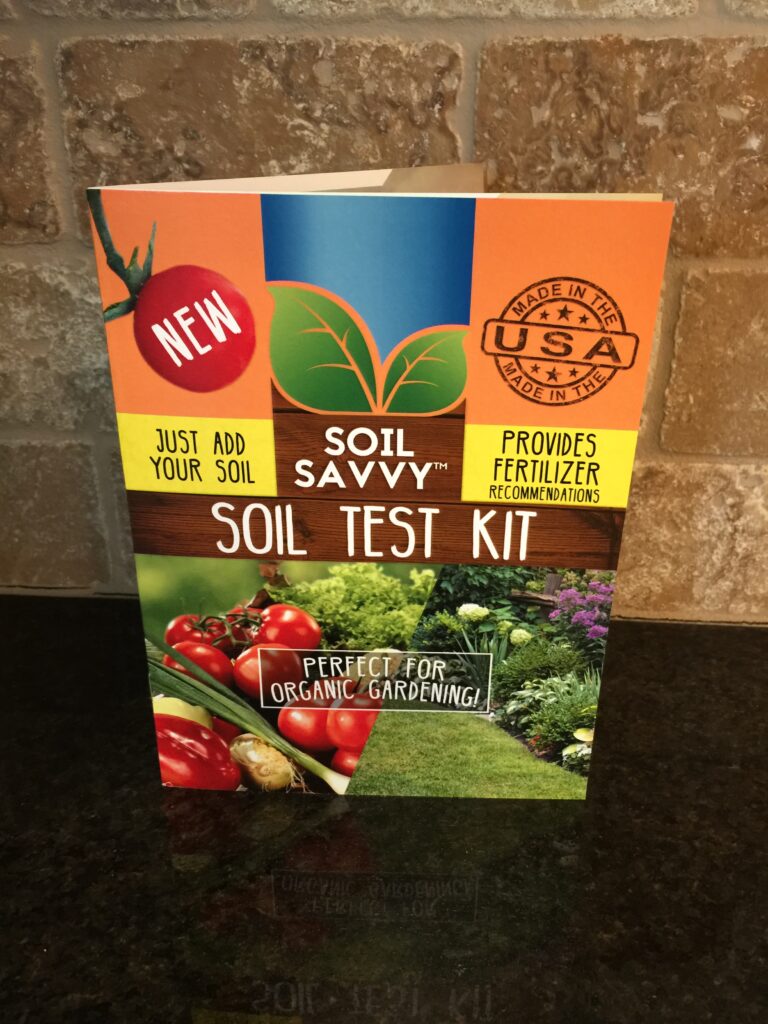 NEW
MADE IN THE
USA
MADE IN THE
JUST ADD
YOUR SOIL
SOIL
SAVVY™
PROVIDES
FERTILIZER
RECOMMENDATIONS
SOIL TEST KIT
PERFECT FOR
ORGANIC GARDENING!